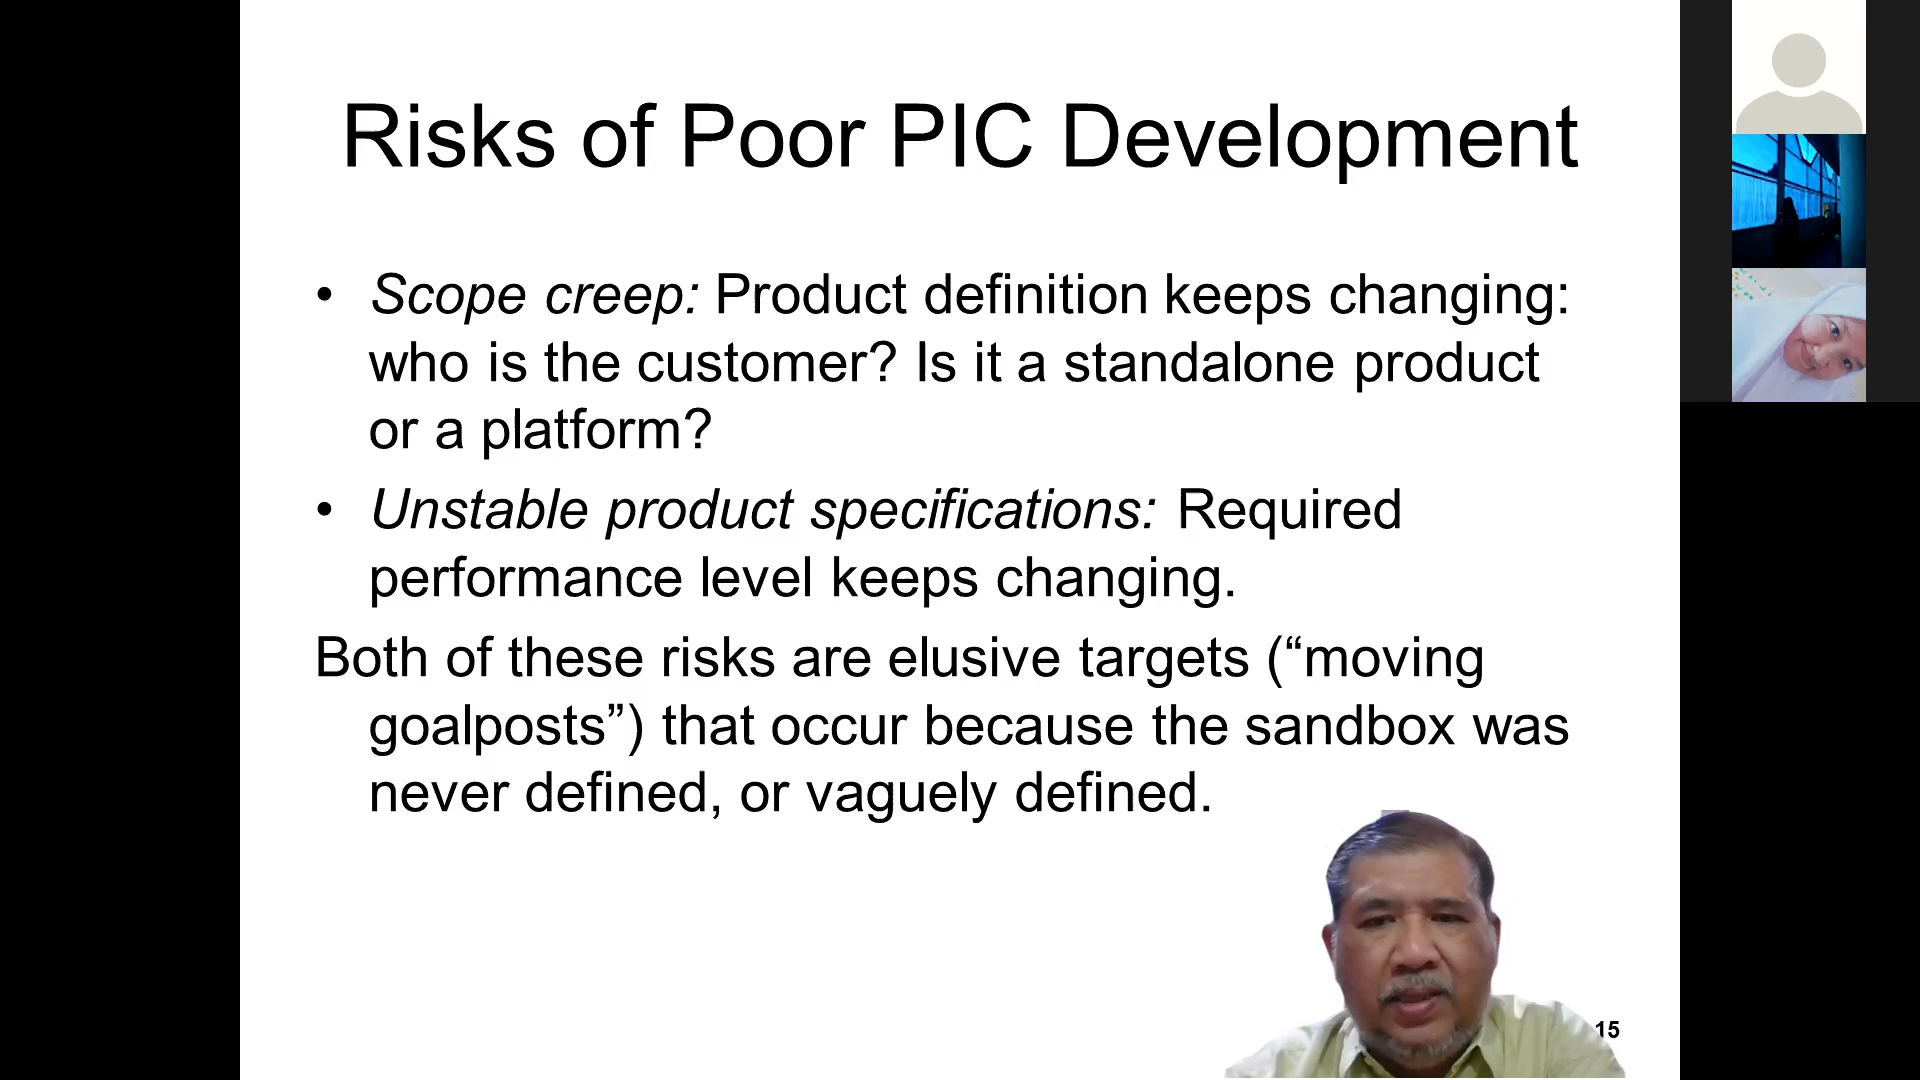 Risks of Poor PIC Development
• Scope creep: Product definition keeps changing:
who is the customer? Is it a standalone product
or a platform?
• Unstable product specifications: Required
performance level keeps changing.
Both of these risks are elusive targets (“moving
goalposts”) that occur because the sandbox was
never defined, or vaguely defined.
15